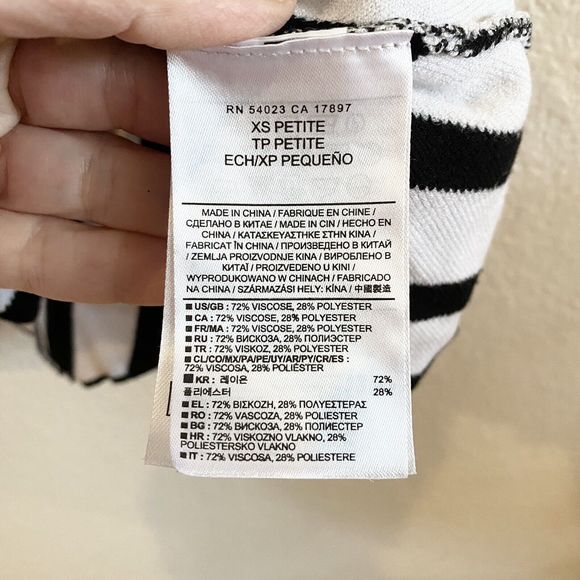 RN 54023 CA 17897
XS PETITE
TP PETITE
ECH/XP PEQUEÑO
MADE IN CHINA / FABRIQUE EN CHINE /
СДЕЛАНО В КИТАЕ / MADE IN CIN / HECHO EN
CHINA / ΚΑΤΑΣΚΕΥΑΣΤΗΚΕ ΣΤΗΝ ΚΙΝΑ /
FABRICAT ÎN CHINA / ПРОИЗВЕДЕНО В КИТАЙ
/ ZEMLJA PROIZVODNJE KINA / ВИРОБЛЕНО В
КИТАЇ / PROIZVEDENO U KINI /
WYPRODUKOWANO W CHINACH / FABRICADO
NA CHINA / SZÁRMAZÁSI HELY: KÍNA / 中國製造
■ US/GB : 72% VISCOSE, 28% POLYESTER
■ CA : 72% VISCOSE, 28% POLYESTER
■ FR/MA : 72% VISCOSE, 28% POLYESTER
■ RU : 72% ВИСКОЗА, 28% ПОЛИЭСТЕР
■ TR : 72% VİSKOZ, 28% POLYESTER
■ CL/CO/MX/PA/PE/UY/AR/PY/CR/ES :
72% VISCOSA, 28% POLIÉSTER
■ KR : 레이온 72%
폴리에스터 28%
■ EL : 72% ΒΙΣΚΟΖΗ, 28% ΠΟΛΥΕΣΤΕΡΑΣ
■ RO : 72% VASCOZA, 28% POLIESTER
■ BG : 72% ВИСКОЗА, 28% ПОЛИЕСТЕР
■ HR : 72% VISKOZNO VLAKNO, 28%
POLIESTERSKO VLAKNO
■ IT : 72% VISCOSA, 28% POLIESTERE